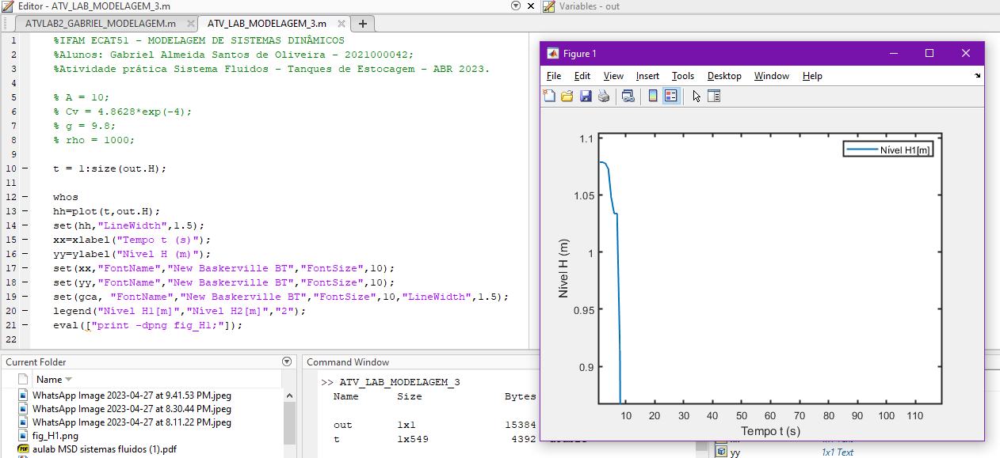 Editor - ATV_LAB_MODELAGEM_3.m
Variables - out
ATVLAB2_GABRIEL_MODELAGEM.m
ATV_LAB_MODELAGEM_3.m
1 %IFAM ECAT51 - MODELAGEM DE SISTEMAS DINÂMICOS
2 %Alunos: Gabriel Almeida Santos de Oliveira - 2021000042;
3 %Atividade prática Sistema Fluidos - Tanques de Estocagem - ABR 2023.
4
5 % A = 10;
6 % Cv = 4.8628*exp(-4);
7 % g = 9.8;
8 % rho = 1000;
9
10 - t = 1:size(out.H);
11
12 - whos
13 - hh=plot(t,out.H);
14 - set(hh,"LineWidth",1.5);
15 - xx=xlabel("Tempo t (s)");
16 - yy=ylabel("Nível H (m)");
17 - set(xx,"FontName","New Baskerville BT","FontSize",10);
18 - set(yy,"FontName","New Baskerville BT","FontSize",10);
19 - set(gca, "FontName","New Baskerville BT","FontSize",10,"LineWidth",1.5);
20 - legend("Nível H1[m]","Nível H2[m]","2");
21 - eval(["print -dpng fig_H1;"]);
22
Figure 1
File Edit View Insert Tools Desktop Window Help
1.1
1.05
1
0.95
0.9
Nível H (m)
Nível H1[m]
10 20 30 40 50 60 70 80 90 100 110
Tempo t (s)
Current Folder
Name
WhatsApp Image 2023-04-27 at 9.41.53 PM.jpeg
WhatsApp Image 2023-04-27 at 8.30.44 PM.jpeg
WhatsApp Image 2023-04-27 at 8.11.22 PM.jpeg
fig_H1.png
PDF aulab MSD sistemas fluidos (1).pdf
Command Window
>> ATV_LAB_MODELAGEM_3
Name Size Bytes
out 1x1 15384
t 1x549 4392
yy 1x1 Text